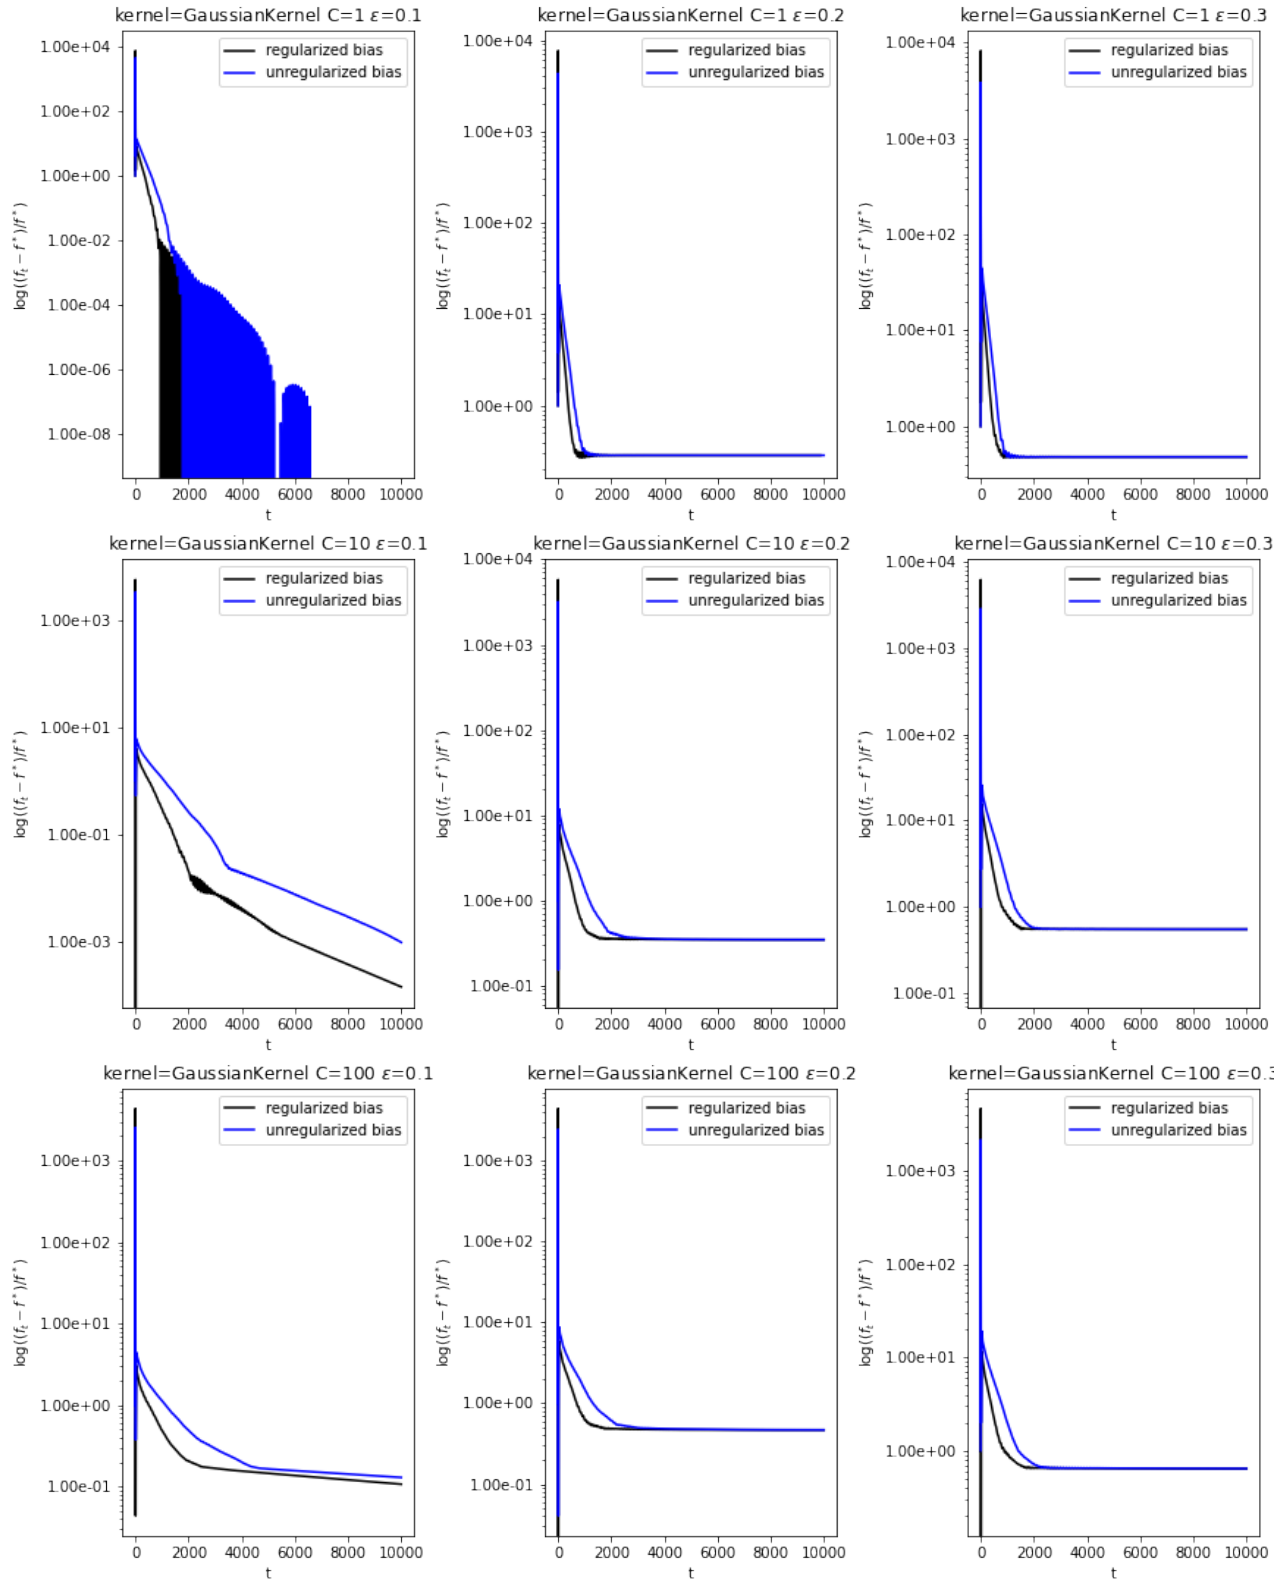 kernel=GaussianKernel C=1 ε=0.1
1.00e+04
1.00e+02
1.00e+00
1.00e-02
1.00e-04
1.00e-06
1.00e-08
log((f_t − f*)/f*)
regularized bias
unregularized bias
0 2000 4000 6000 8000 10000
t
kernel=GaussianKernel C=1 ε=0.2
1.00e+04
1.00e+03
1.00e+02
1.00e+01
1.00e+00
log((f_t − f*)/f*)
regularized bias
unregularized bias
0 2000 4000 6000 8000 10000
t
kernel=GaussianKernel C=1 ε=0.3
1.00e+04
1.00e+03
1.00e+02
1.00e+01
1.00e+00
log((f_t − f*)/f*)
regularized bias
unregularized bias
0 2000 4000 6000 8000 10000
t
kernel=GaussianKernel C=10 ε=0.1
1.00e+03
1.00e+01
1.00e-01
1.00e-03
log((f_t − f*)/f*)
regularized bias
unregularized bias
0 2000 4000 6000 8000 10000
t
kernel=GaussianKernel C=10 ε=0.2
1.00e+04
1.00e+03
1.00e+02
1.00e+01
1.00e+00
1.00e-01
log((f_t − f*)/f*)
regularized bias
unregularized bias
0 2000 4000 6000 8000 10000
t
kernel=GaussianKernel C=10 ε=0.3
1.00e+04
1.00e+03
1.00e+02
1.00e+01
1.00e+00
1.00e-01
log((f_t − f*)/f*)
regularized bias
unregularized bias
0 2000 4000 6000 8000 10000
t
kernel=GaussianKernel C=100 ε=0.1
1.00e+03
1.00e+02
1.00e+01
1.00e+00
1.00e-01
log((f_t − f*)/f*)
regularized bias
unregularized bias
0 2000 4000 6000 8000 10000
t
kernel=GaussianKernel C=100 ε=0.2
1.00e+03
1.00e+02
1.00e+01
1.00e+00
1.00e-01
log((f_t − f*)/f*)
regularized bias
unregularized bias
0 2000 4000 6000 8000 10000
t
kernel=GaussianKernel C=100 ε=0.3
1.00e+03
1.00e+02
1.00e+01
1.00e+00
log((f_t − f*)/f*)
regularized bias
unregularized bias
0 2000 4000 6000 8000 10000
t